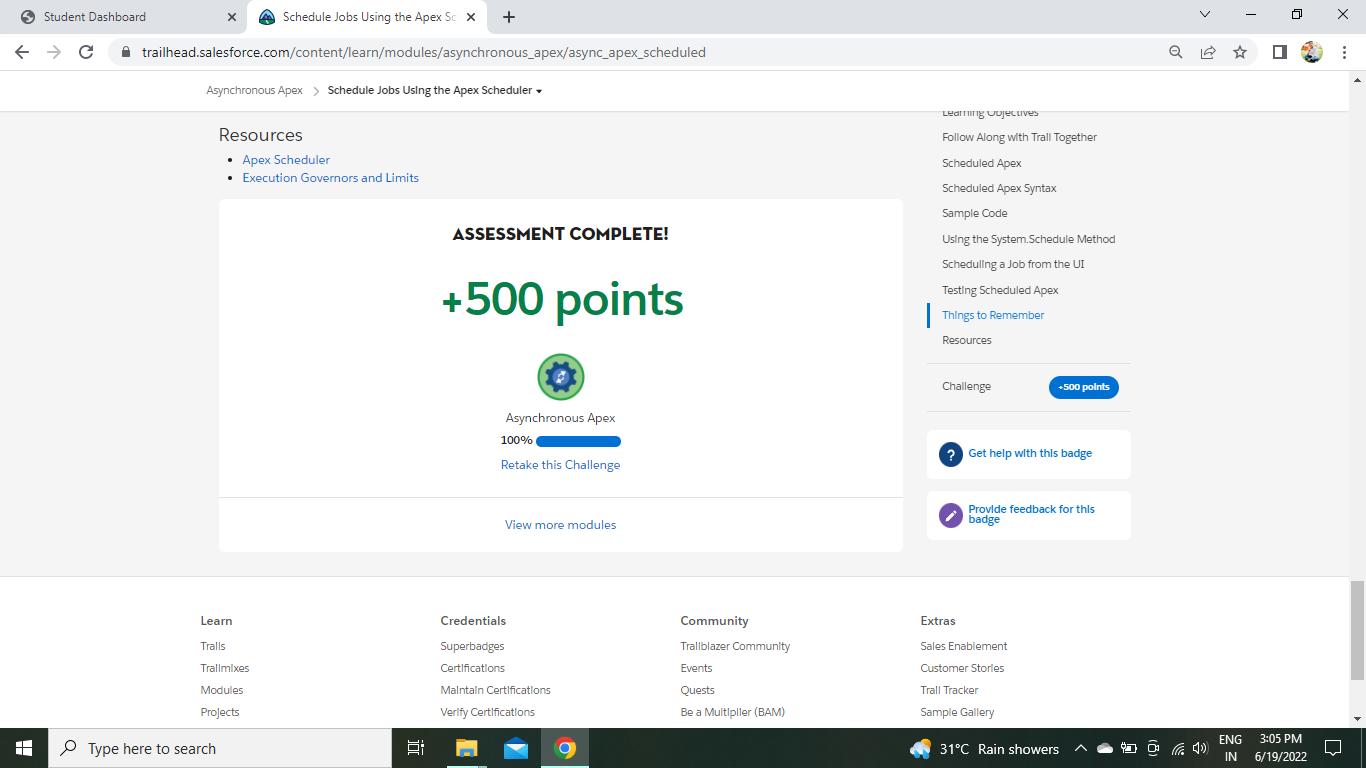 Student Dashboard
Schedule Jobs Using the Apex Sc
trailhead.salesforce.com/content/learn/modules/asynchronous_apex/async_apex_scheduled
Asynchronous Apex
Schedule Jobs Using the Apex Scheduler
Resources
Apex Scheduler
Execution Governors and Limits
ASSESSMENT COMPLETE!
+500 points
Asynchronous Apex
100%
Retake this Challenge
View more modules
Learning Objectives
Follow Along with Trail Together
Scheduled Apex
Scheduled Apex Syntax
Sample Code
Using the System.Schedule Method
Scheduling a Job from the UI
Testing Scheduled Apex
Things to Remember
Resources
Challenge
+500 points
?
Get help with this badge
Provide feedback for this
badge
Learn
Trails
Trailmixes
Modules
Projects
Credentials
Superbadges
Certifications
Maintain Certifications
Verify Certifications
Community
Trailblazer Community
Events
Quests
Be a Multiplier (BAM)
Extras
Sales Enablement
Customer Stories
Trail Tracker
Sample Gallery
Type here to search
31°C Rain showers
ENG
IN
3:05 PM
6/19/2022